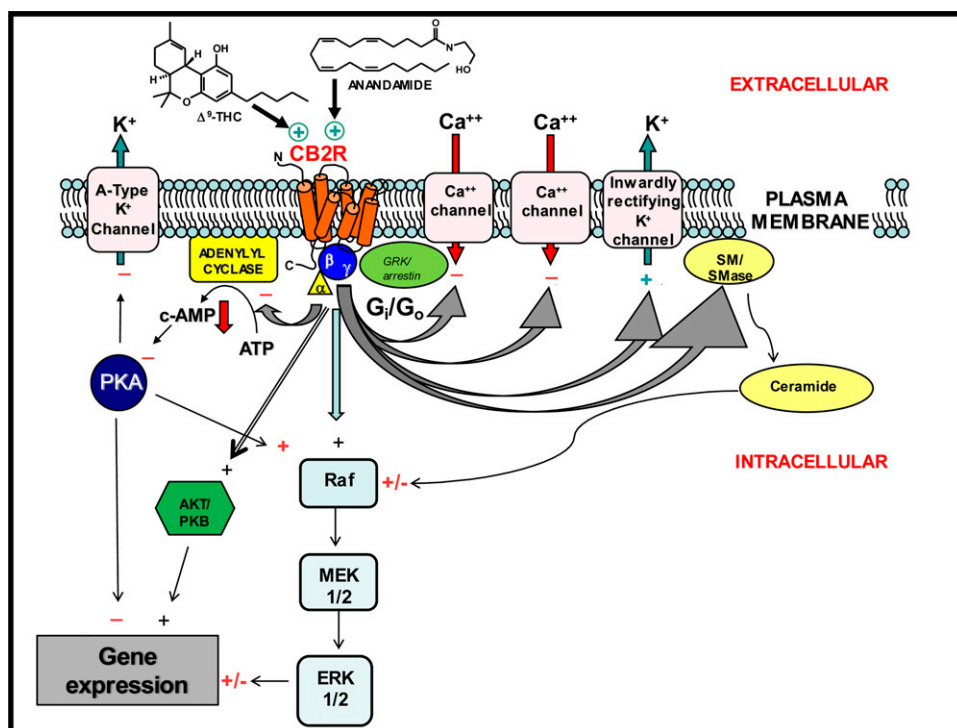 OH
O
N
H
HO
O
ANANDAMIDE
Δ⁹-THC
EXTRACELLULAR
K⁺
+
+
Ca⁺⁺
Ca⁺⁺
K⁺
N
CB2R
A-Type
K⁺
Channel
Ca⁺⁺
channel
Ca⁺⁺
channel
Inwardly
rectifying
K⁺
channel
PLASMA
MEMBRANE
ADENYLYL
CYCLASE
C
β
γ
α
GRK/
arrestin
SM/
SMase
–
–
–
–
+
Gi/Go
c-AMP
ATP
–
PKA
Ceramide
+
+
+
INTRACELLULAR
Raf
+/-
AKT/
PKB
MEK
1/2
–
+
Gene
expression
+/-
ERK
1/2